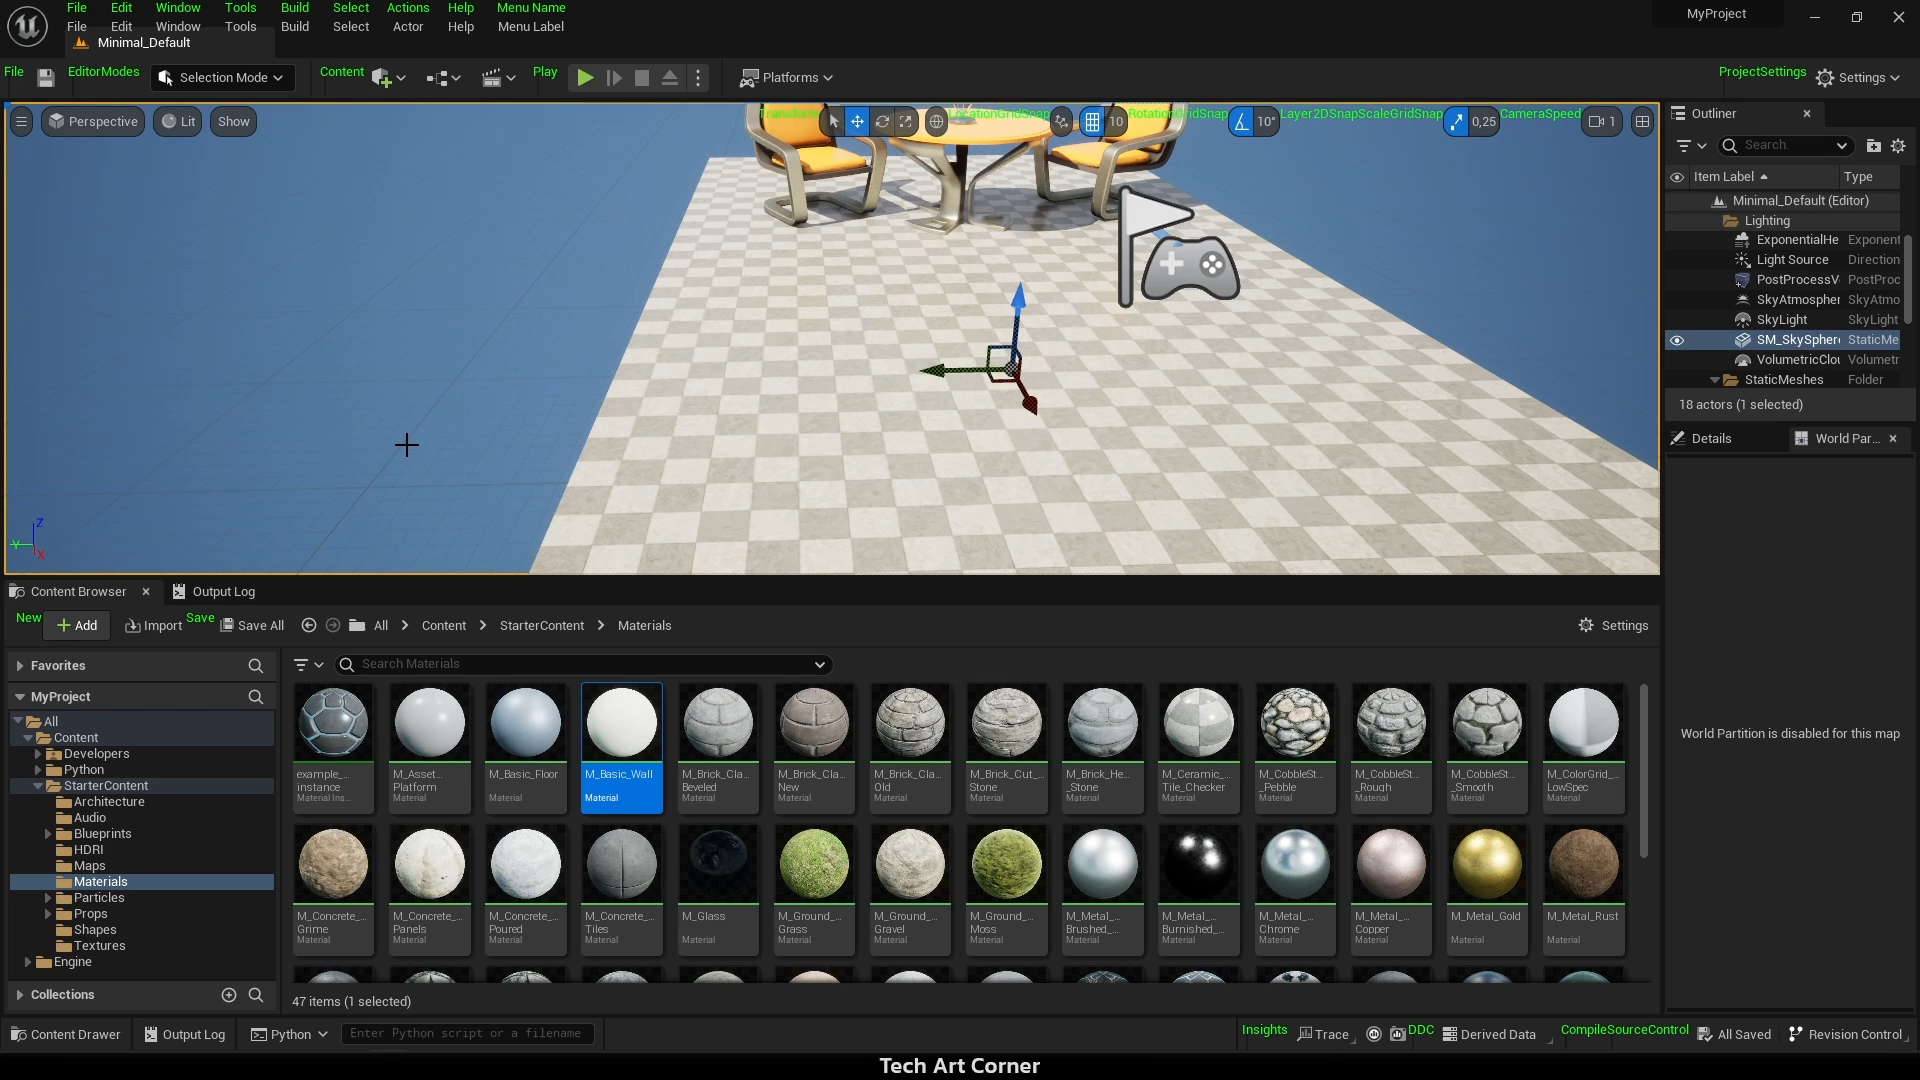 File Edit Window Tools Build Select Actions Help Menu Name
File Edit Window Tools Build Select Actor Help Menu Label
MyProject
Minimal_Default
File EditorModes Selection Mode Content Play Platforms ProjectSettings Settings
Perspective Lit Show
10 10° Layer2DSnapScaleGridSnap 0,25 CameraSpeed 1
Z
Y
X
Outliner
Search.
Item Label Type
Minimal_Default (Editor)
Lighting
ExponentialHe Exponent
Light Source Direction
PostProcessV PostProc
SkyAtmospher SkyAtmo
SkyLight SkyLight
SM_SkySpher StaticMe
VolumetricClou Volumetr
StaticMeshes Folder
18 actors (1 selected)
Details World Par...
World Partition is disabled for this map
Content Browser Output Log
New Add Import Save Save All All Content StarterContent Materials Settings
Favorites
MyProject
All
Content
Developers
Python
StarterContent
Architecture
Audio
Blueprints
HDRI
Maps
Materials
Particles
Props
Shapes
Textures
Engine
Collections
Search Materials
example_... instance Material Ins...
M_Asset... Platform Material
M_Basic_Floor Material
M_Basic_Wall Material
M_Brick_Cla... Beveled Material
M_Brick_Cla... New Material
M_Brick_Cla... Old Material
M_Brick_Cut_... Stone Material
M_Brick_He... _Stone Material
M_Ceramic_... Tile_Checker Material
M_CobbleSt... _Pebble Material
M_CobbleSt... _Rough Material
M_CobbleSt... _Smooth Material
M_ColorGrid_... LowSpec Material
M_Concrete_... Grime Material
M_Concrete_... Panels Material
M_Concrete_... Poured Material
M_Concrete_... Tiles Material
M_Glass Material
M_Ground_... Grass Material
M_Ground_... Gravel Material
M_Ground_... Moss Material
M_Metal_... Brushed_... Material
M_Metal_... Burnished_... Material
M_Metal_... Chrome Material
M_Metal_... Copper Material
M_Metal_Gold Material
M_Metal_Rust Material
47 items (1 selected)
Content Drawer Output Log Python Enter Python script or a filename Insights Trace DDC Derived Data CompileSourceControl All Saved Revision Control
Tech Art Corner